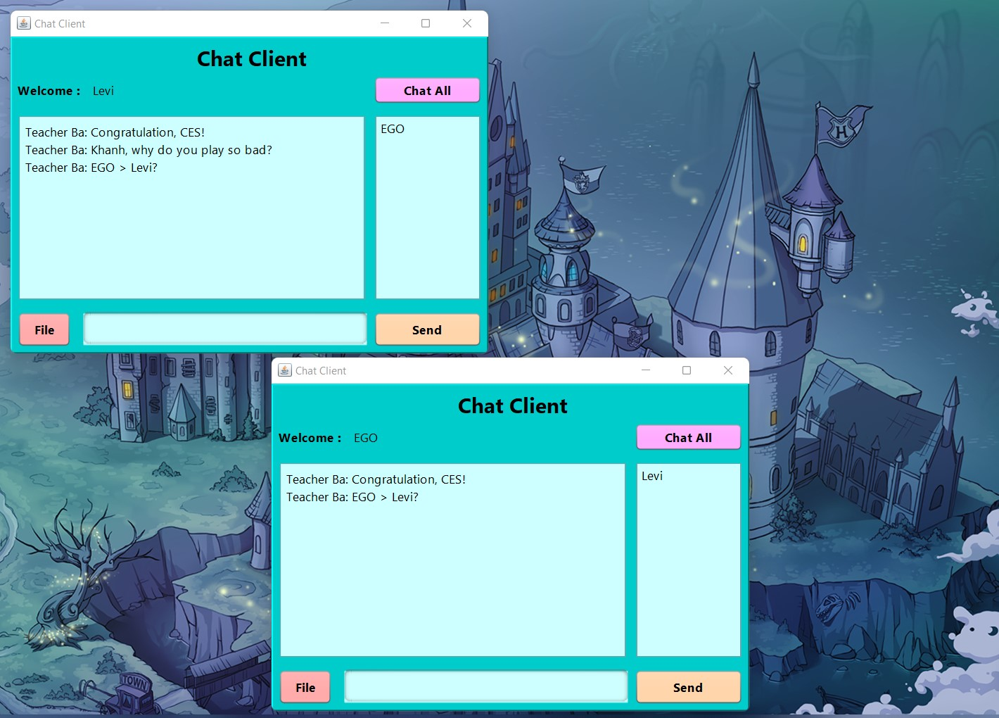 Chat Client
Chat Client
Welcome : Levi
Chat All
Teacher Ba: Congratulation, CES!
Teacher Ba: Khanh, why do you play so bad?
Teacher Ba: EGO > Levi?
EGO
File
Send
H
Chat Client
Chat Client
Welcome : EGO
Chat All
Teacher Ba: Congratulation, CES!
Teacher Ba: EGO > Levi?
Levi
File
Send
TOWN